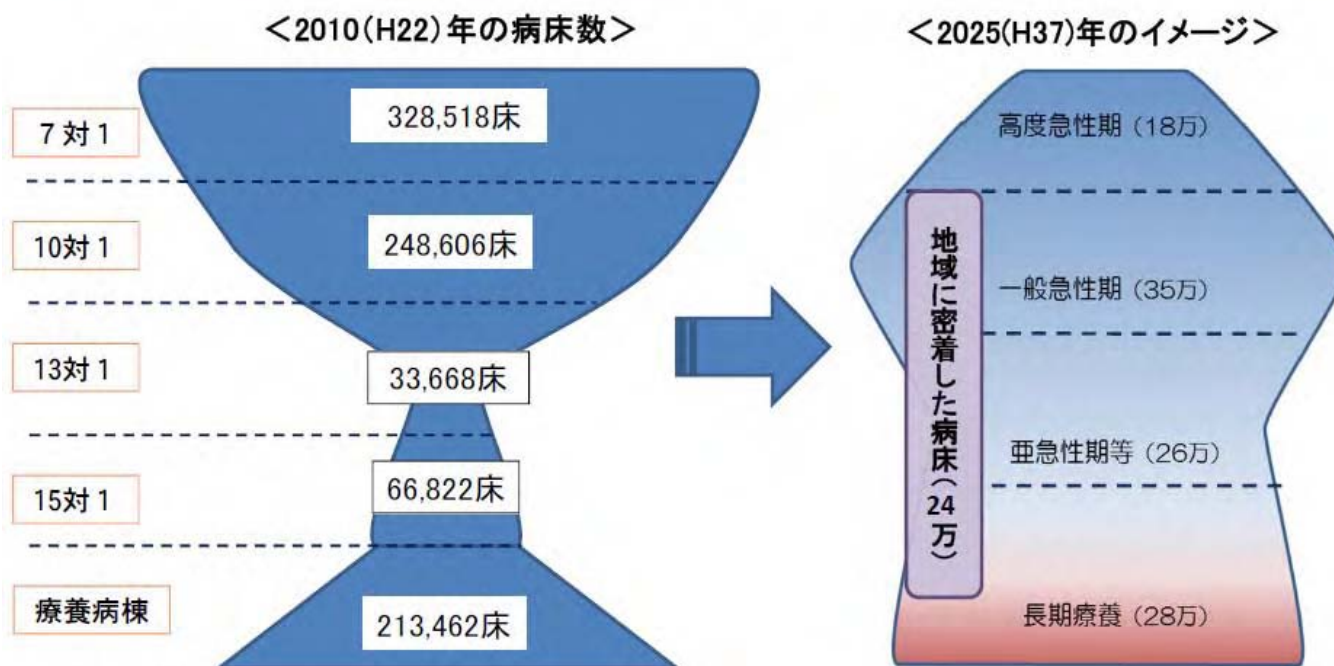 ＜2010(H22)年の病床数＞
7対1
328,518床
10対1
248,606床
13対1
33,668床
15対1
66,822床
療養病棟
213,462床
＜2025(H37)年のイメージ＞
高度急性期（18万）
一般急性期（35万）
亜急性期等（26万）
長期療養（28万）
地域に密着した病床（24万）